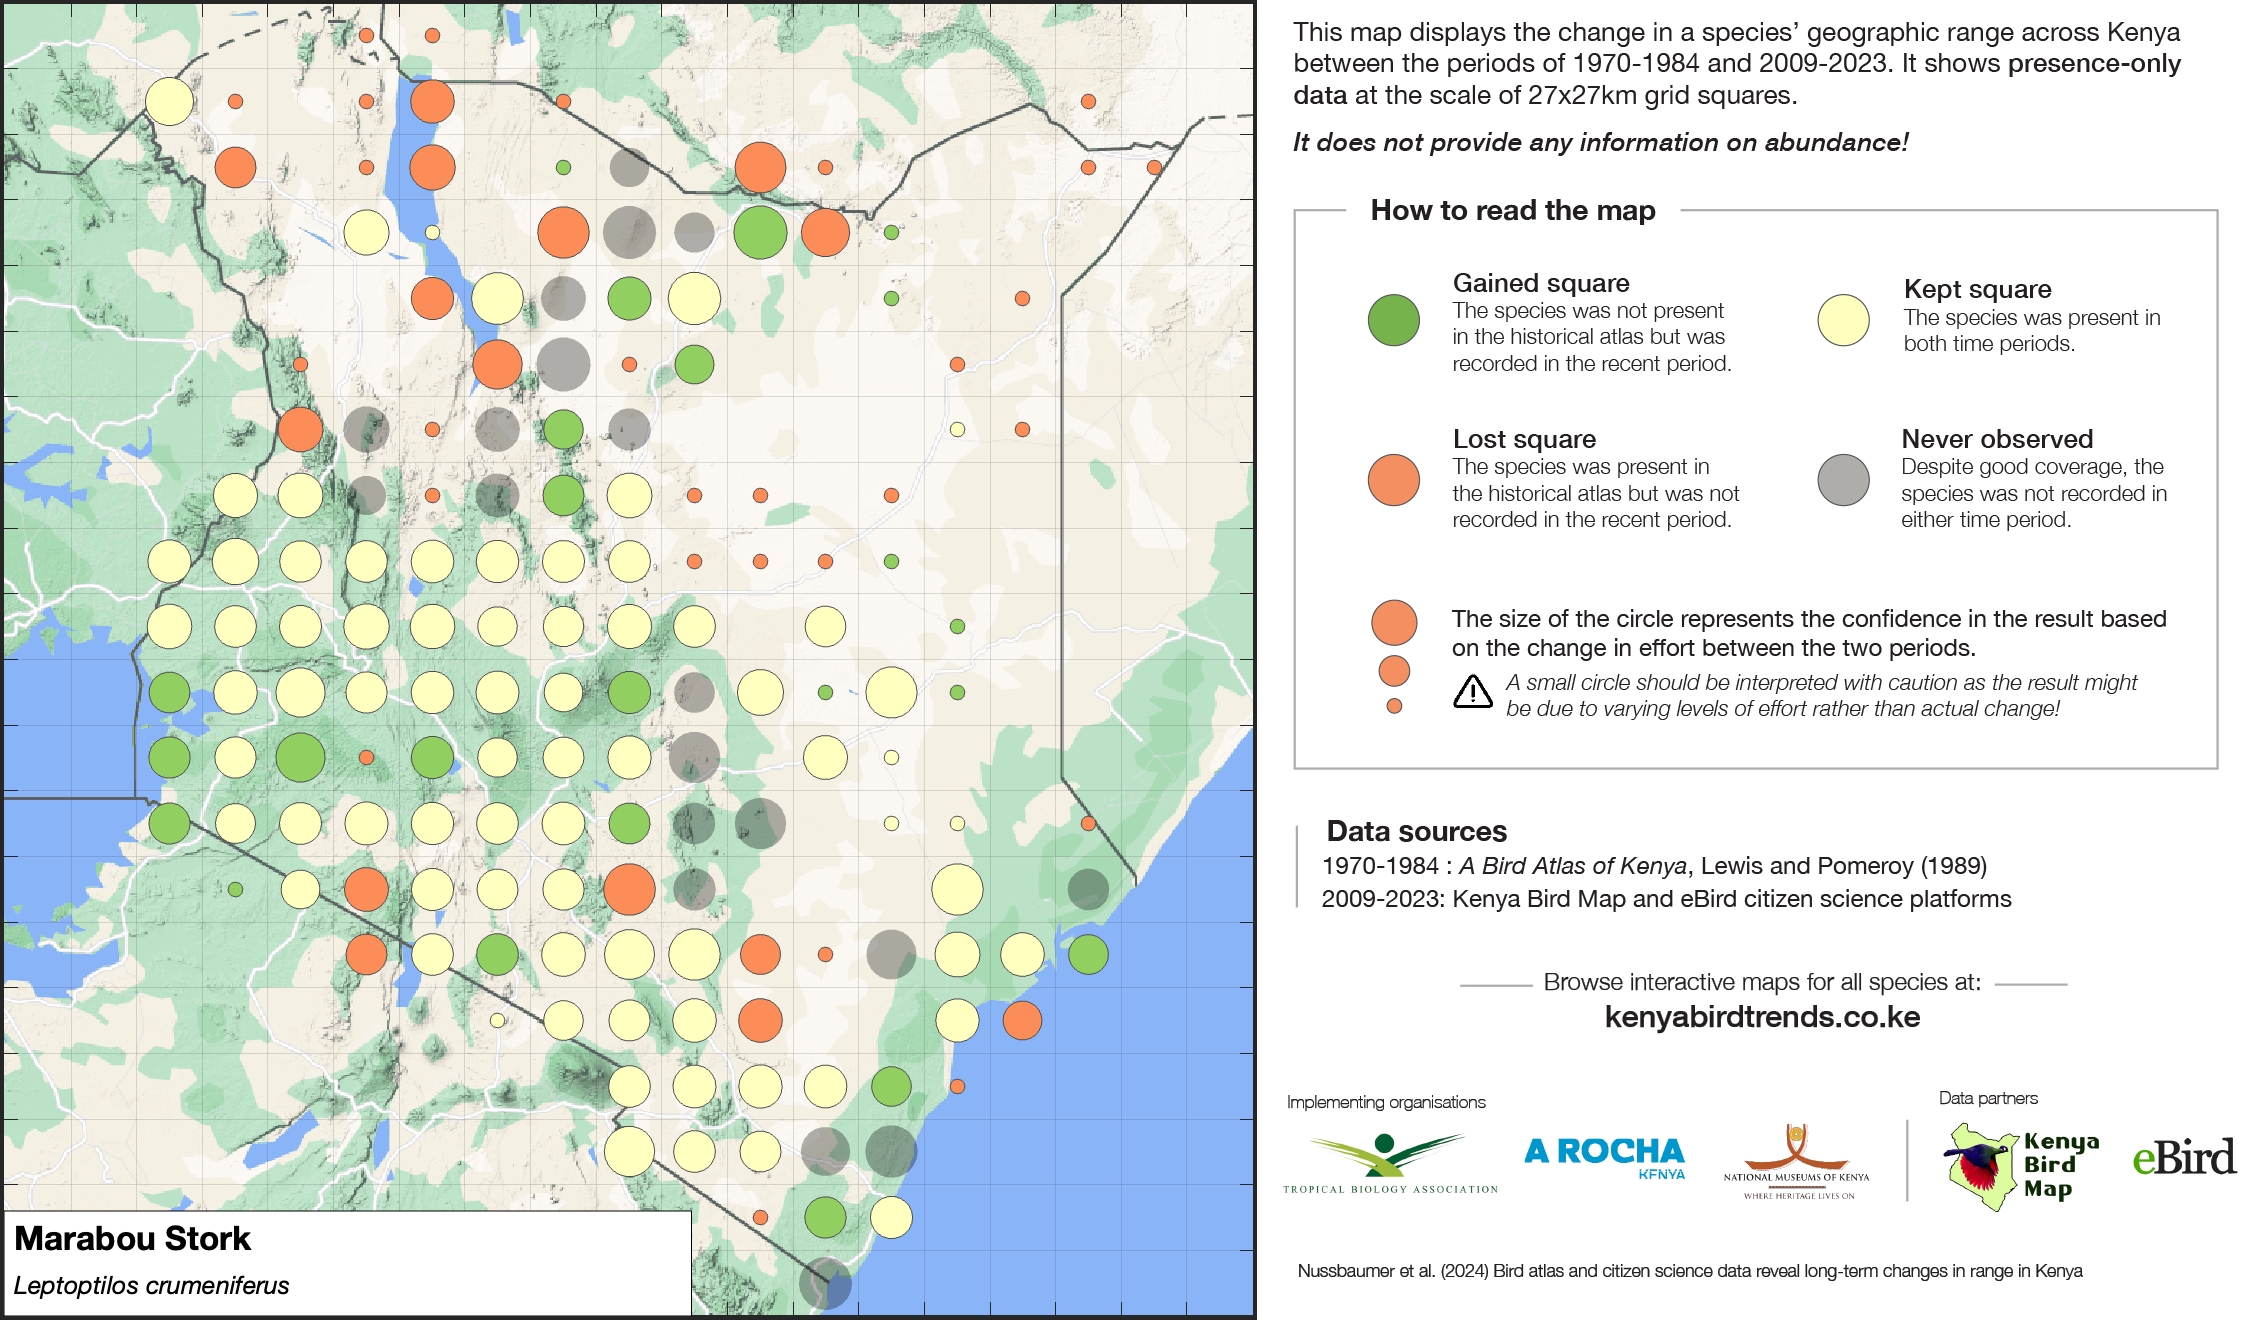 This map displays the change in a species’ geographic range across Kenya
between the periods of 1970-1984 and 2009-2023. It shows presence-only
data at the scale of 27x27km grid squares.
It does not provide any information on abundance!
How to read the map
Gained square
The species was not present
in the historical atlas but was
recorded in the recent period.
Kept square
The species was present in
both time periods.
Lost square
The species was present in
the historical atlas but was not
recorded in the recent period.
Never observed
Despite good coverage, the
species was not recorded in
either time period.
The size of the circle represents the confidence in the result based
on the change in effort between the two periods.
A small circle should be interpreted with caution as the result might
be due to varying levels of effort rather than actual change!
Data sources
1970-1984 : A Bird Atlas of Kenya, Lewis and Pomeroy (1989)
2009-2023: Kenya Bird Map and eBird citizen science platforms
Browse interactive maps for all species at:
kenyabirdtrends.co.ke
Implementing organisations
Data partners
TROPICAL BIOLOGY ASSOCIATION
A ROCHA
KENYA
NATIONAL MUSEUMS OF KENYA
WHERE HERITAGE LIVES ON
Kenya
Bird
Map
eBird
Marabou Stork
Leptoptilos crumeniferus
Nussbaumer et al. (2024) Bird atlas and citizen science data reveal long-term changes in range in Kenya